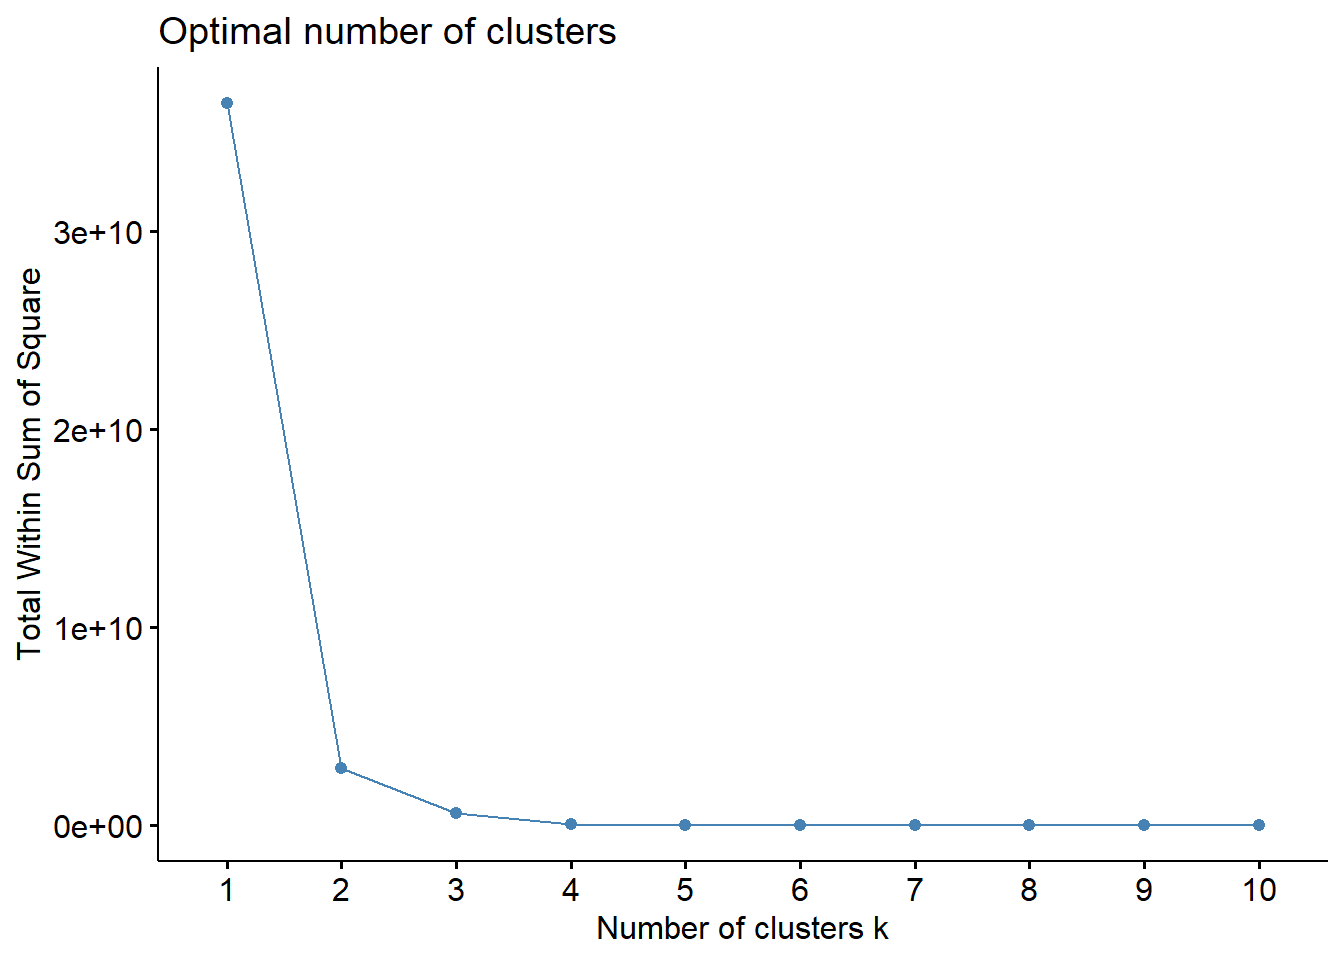 Optimal number of clusters
Total Within Sum of Square
3e+10
2e+10
1e+10
0e+00
1 2 3 4 5 6 7 8 9 10
Number of clusters k